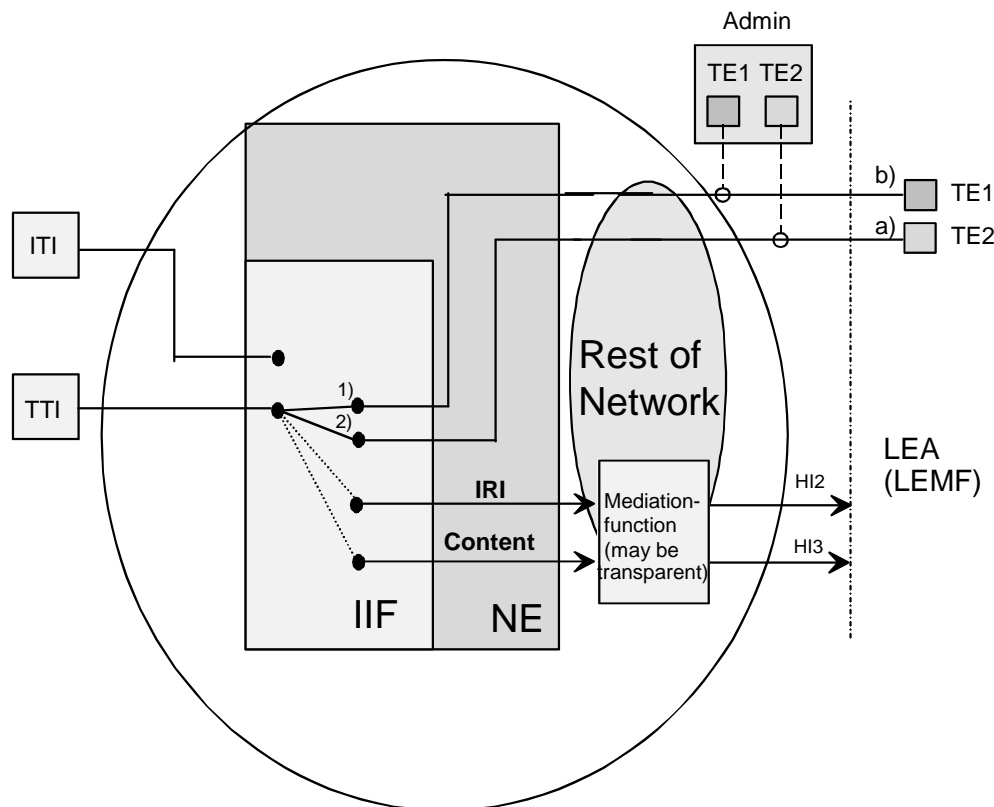 Admin
TE1 TE2
b)
TE1
a)
TE2
ITI
TTI
1)
2)
Rest of
Network
LEA
(LEMF)
IRI
Content
Mediation-
function
(may be
transparent)
HI2
HI3
IIF
NE